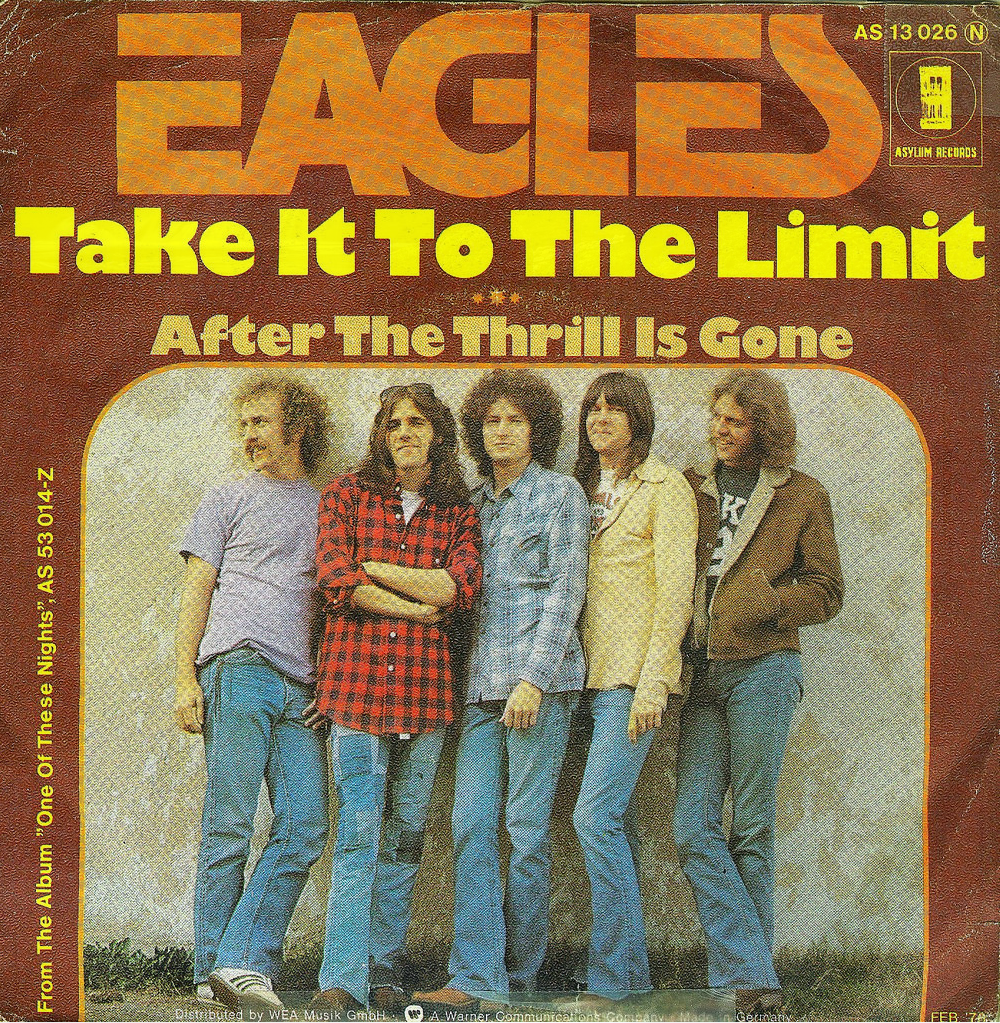 EAGLES
AS 13 026 N
ASYLUM RECORDS
Take It To The Limit
After The Thrill Is Gone
From The Album "One Of These Nights", AS 53 014-Z
Distributed by WEA Musik GmbH · A Warner Communications Company · Made in Germany
FEB '76